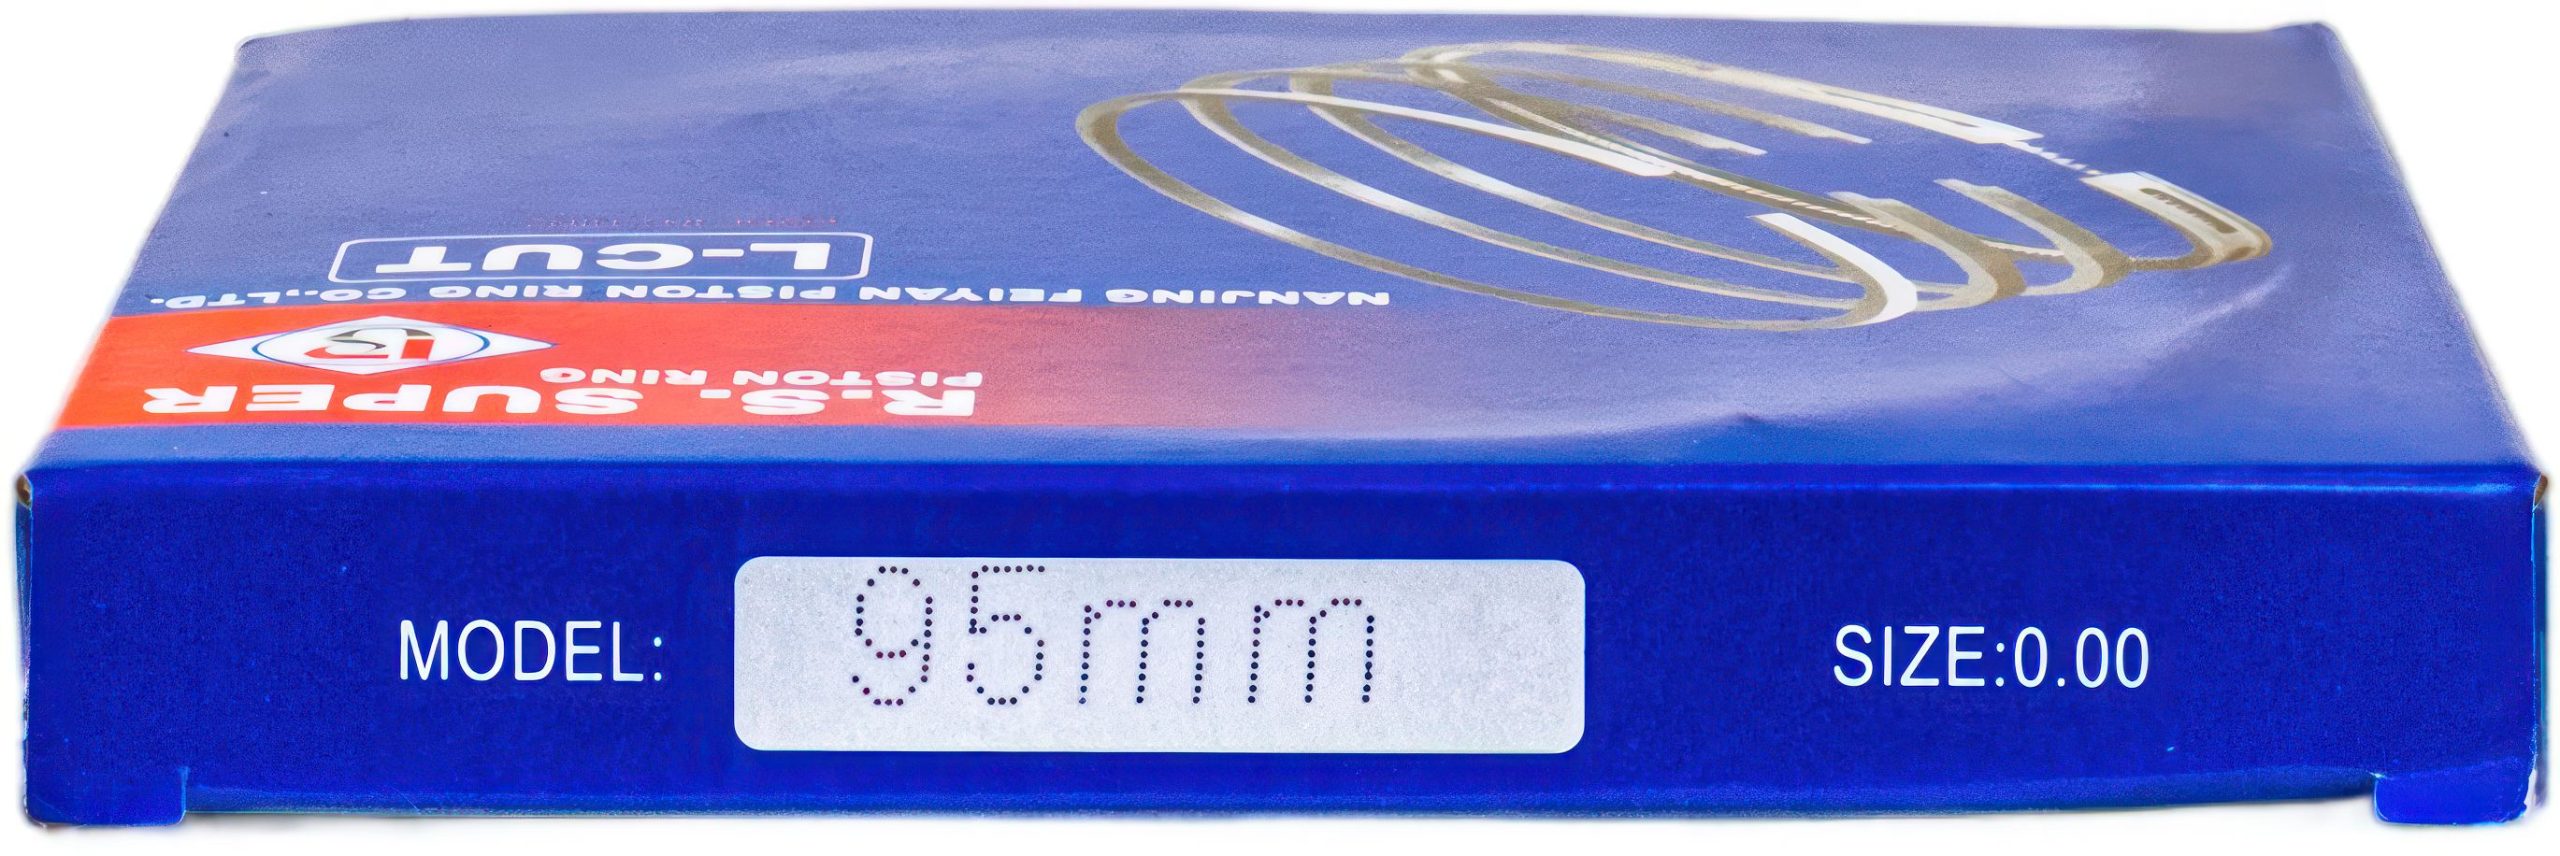 R.S.SUPER
PISTON RING
NANJING FEIYAN PISTON RING CO.,LTD.
L-CUT
MODEL: 95mm SIZE:0.00